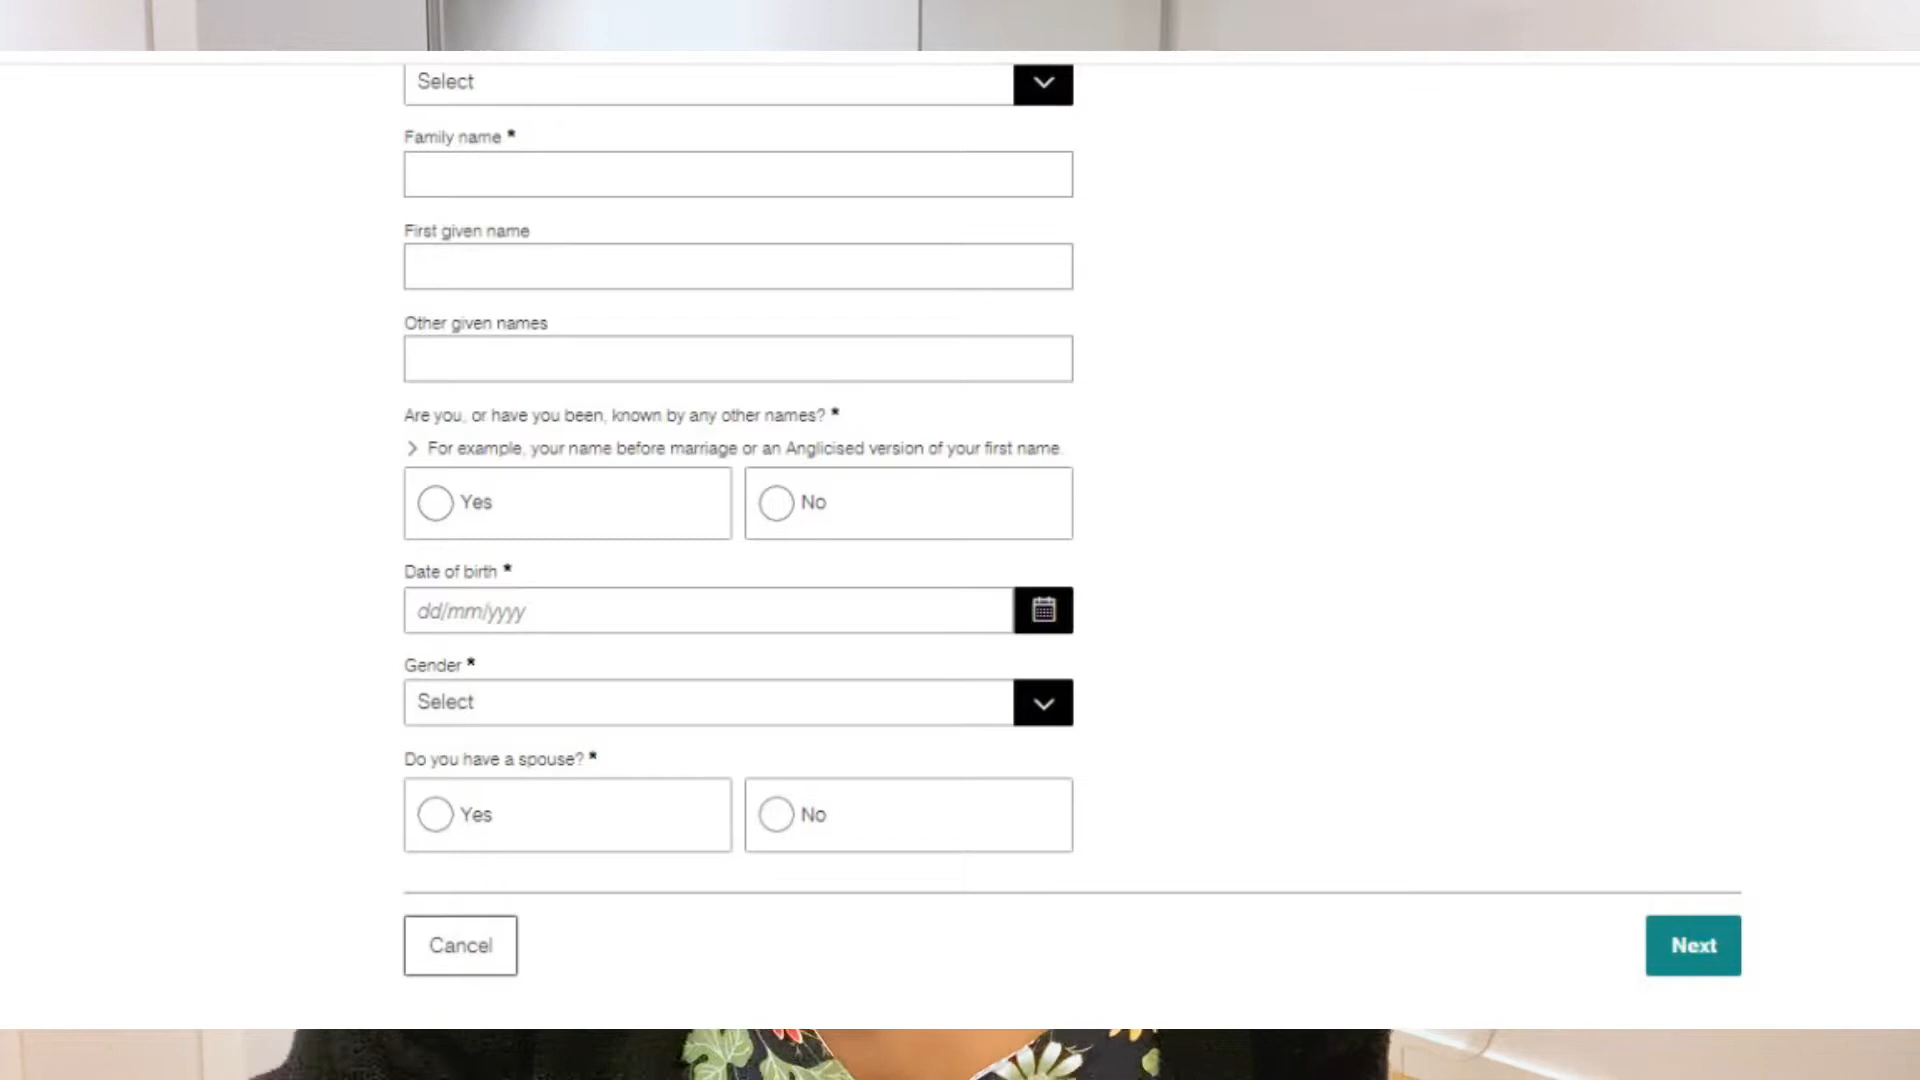 Select
Family name *
First given name
Other given names
Are you, or have you been, known by any other names? *
For example, your name before marriage or an Anglicised version of your first name.
Yes No
Date of birth *
dd/mm/yyyy
Gender *
Select
Do you have a spouse? *
Yes No
Cancel Next